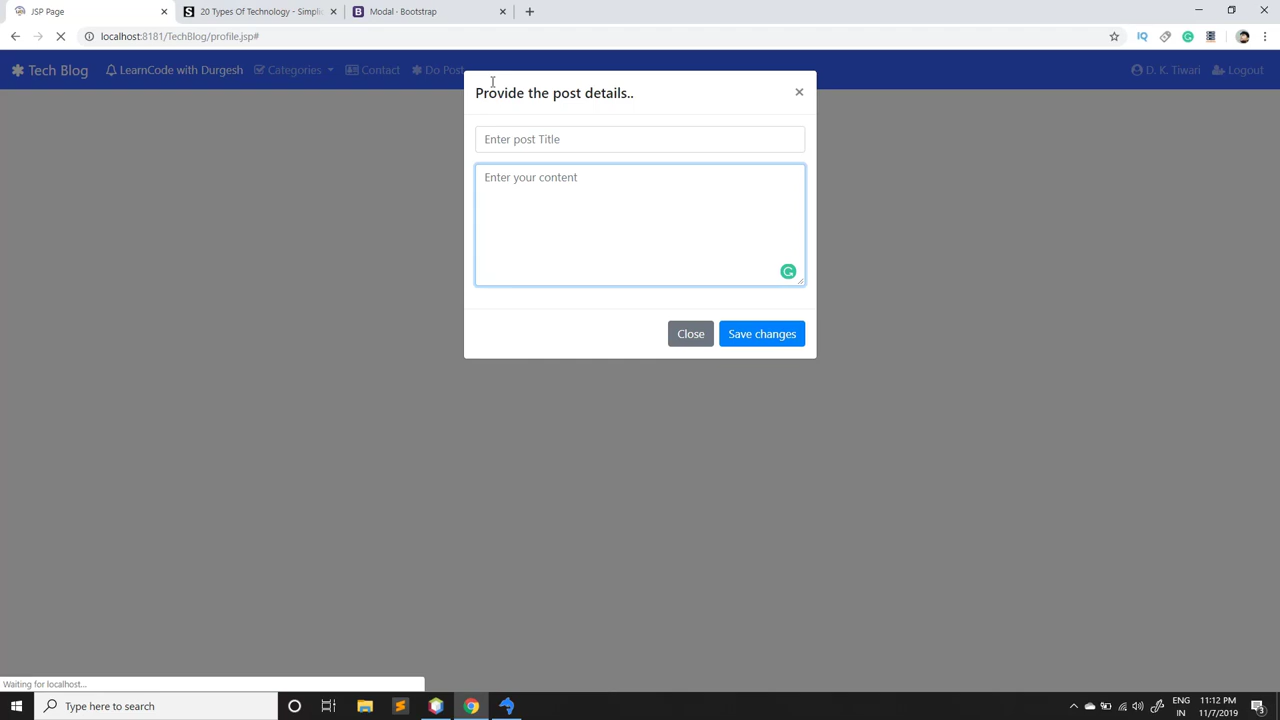 JSP Page
20 Types Of Technology - Simpli
Modal · Bootstrap
localhost:8181/TechBlog/profile.jsp#
IQ
Tech Blog
LearnCode with Durgesh
Categories
Contact
Do Post
D. K. Tiwari
Logout
Provide the post details..
Enter post Title
Enter your content
Close
Save changes
Waiting for localhost...
Type here to search
ENG
IN
11:12 PM
11/7/2019
3